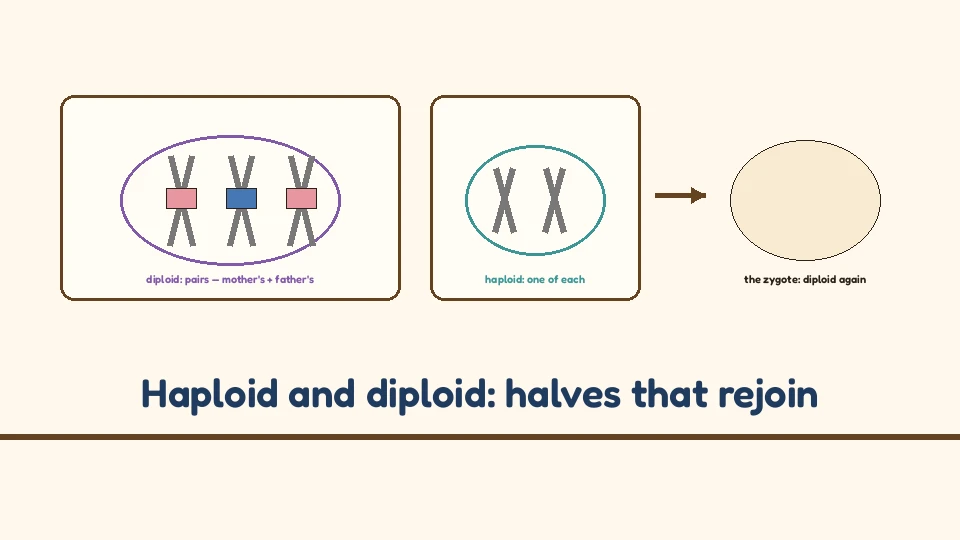 diploid: pairs — mother's + father's
haploid: one of each
the zygote: diploid again
Haploid and diploid: halves that rejoin